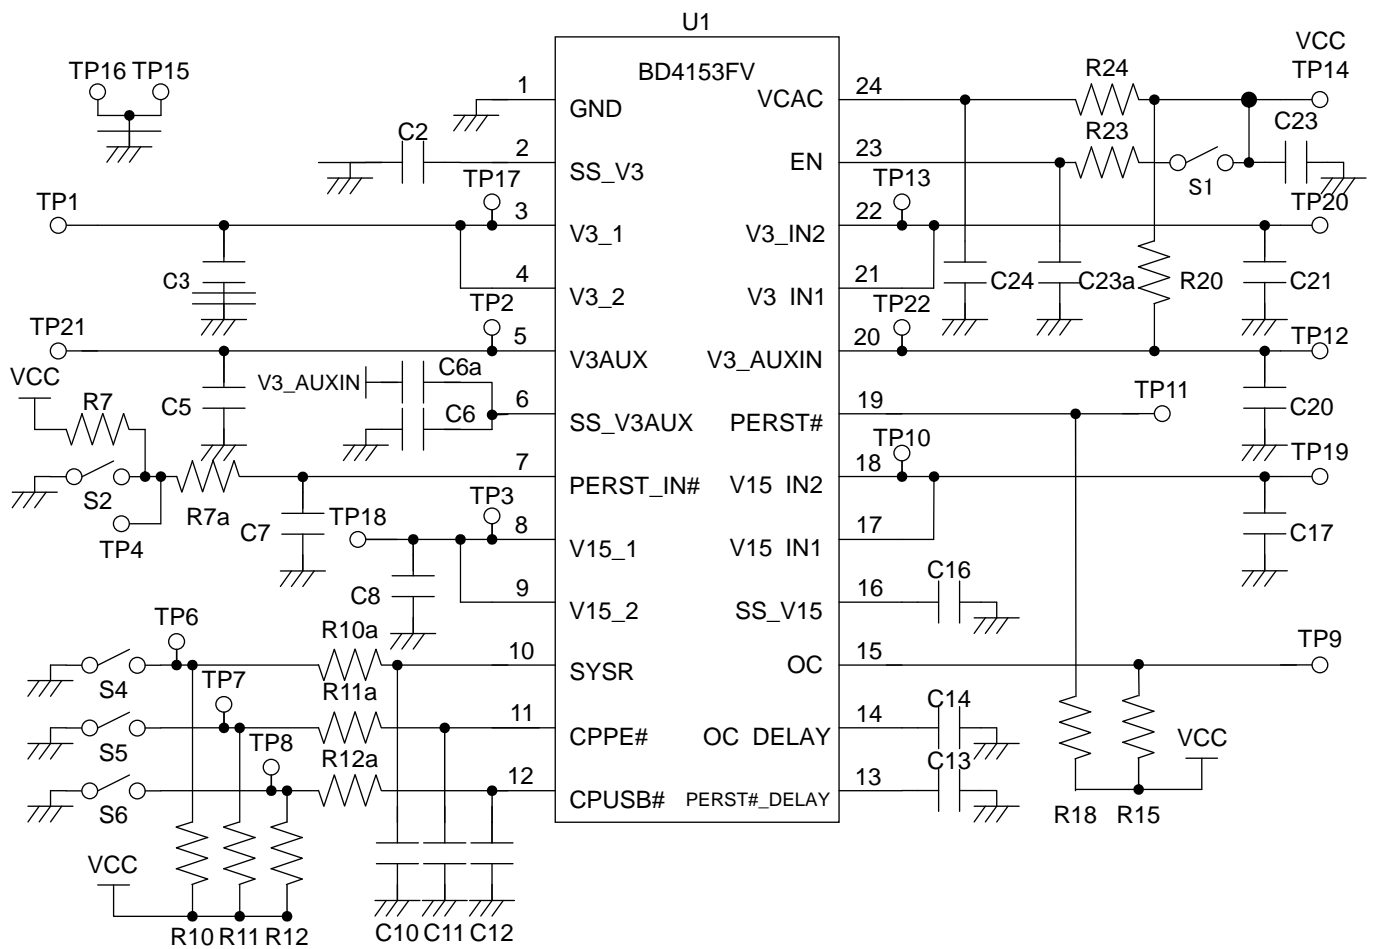 U1
BD4153FV
VCC
TP14
TP16 TP15
1 GND
VCAC 24
R24
C2
2 SS_V3
EN 23
R23
S1
C23
TP1
TP17
3 V3_1
V3_IN2 22
TP13
TP20
C3
4 V3_2
V3 IN1 21
C24
C23a
R20
C21
TP21
TP2
5 V3AUX
V3_AUXIN 20
TP22
TP12
VCC
R7
C5
V3_AUXIN
C6a
C6
6 SS_V3AUX
PERST# 19
TP11
C20
S2
R7a
TP4
C7
7 PERST_IN#
V15 IN2 18
TP10
TP19
TP18
TP3
8 V15_1
V15 IN1 17
C17
C8
9 V15_2
SS_V15 16
C16
TP6
S4
R10a
10 SYSR
OC 15
TP9
TP7
S5
R11a
11 CPPE#
OC DELAY 14
C14
TP8
S6
R12a
12 CPUSB#
PERST#_DELAY 13
C13
VCC
R18 R15
VCC
R10 R11 R12
C10 C11 C12